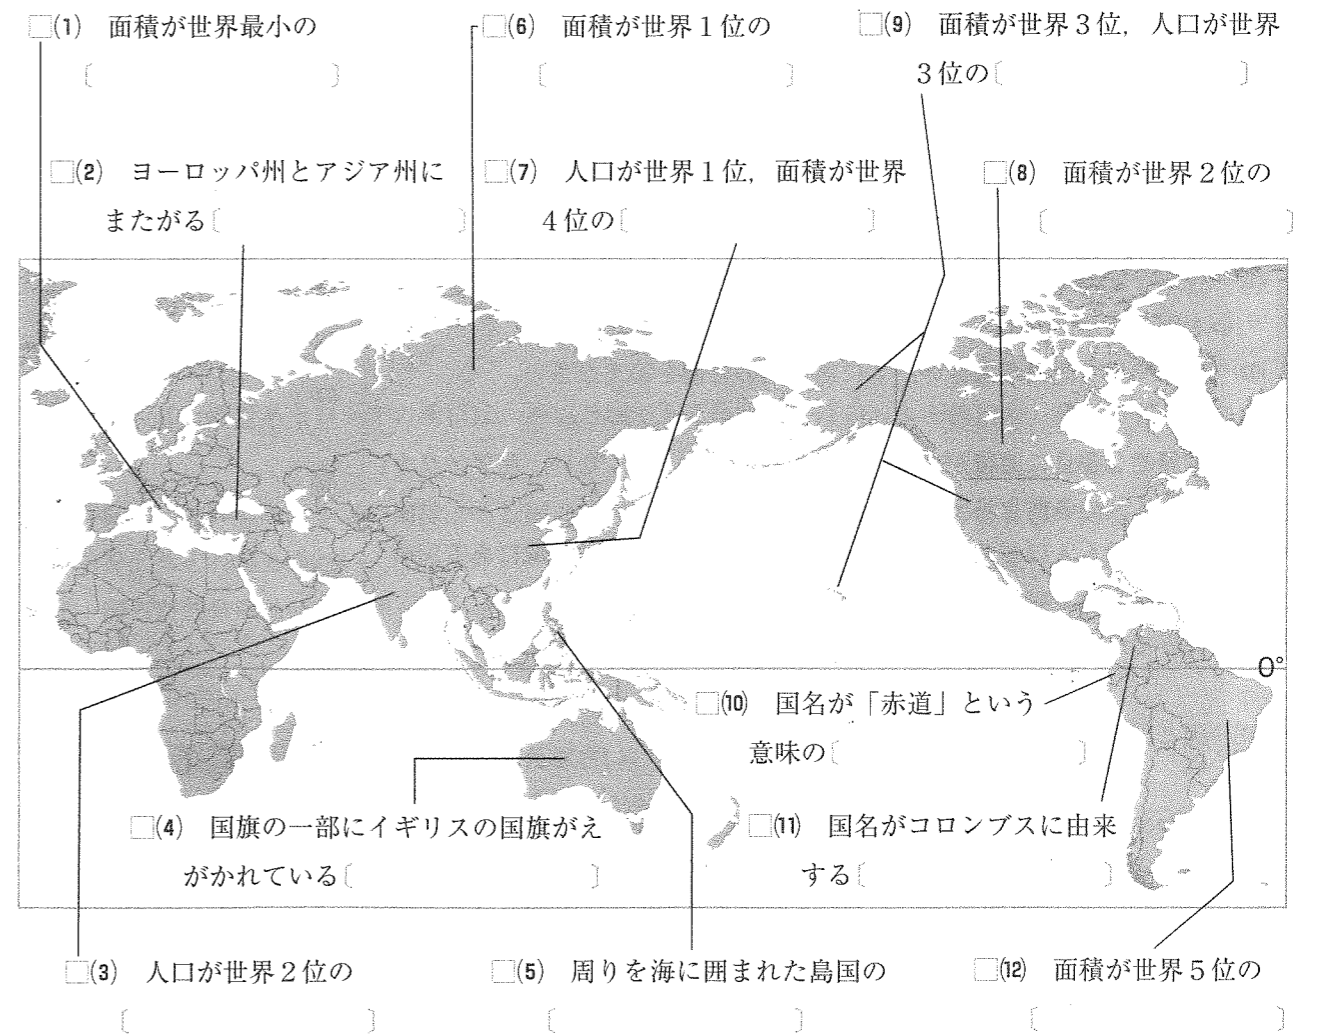 □(1) 面積が世界最小の
〔 〕
□(2) ヨーロッパ州とアジア州に
またがる〔 〕
□(6) 面積が世界1位の
〔 〕
□(7) 人口が世界1位，面積が世界
4位の〔 〕
□(9) 面積が世界3位，人口が世界
3位の〔 〕
□(8) 面積が世界2位の
〔 〕
0°
□(10) 国名が「赤道」という
意味の〔 〕
□(4) 国旗の一部にイギリスの国旗がえ
がかれている〔 〕
□(11) 国名がコロンブスに由来
する〔 〕
□(3) 人口が世界2位の
〔 〕
□(5) 周りを海に囲まれた島国の
〔 〕
□(12) 面積が世界5位の
〔 〕